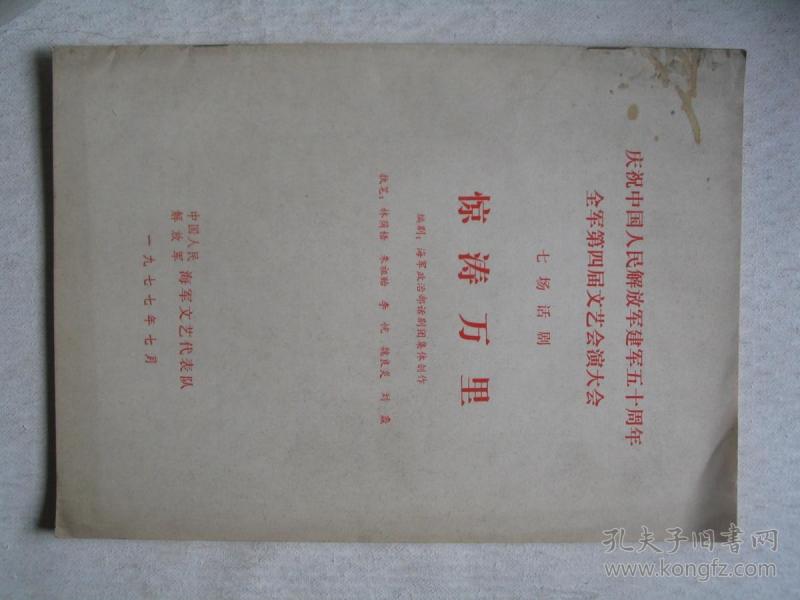 庆祝中国人民解放军建军五十周年
全军第四届文艺会演大会
七场话剧
惊涛万里
编剧：海军政治部话剧团集体创作
执笔：林荫梧 朱祖贻 李恍 魏良炎 刘
中国人民解放军 海军文艺代表队
一九七七年七月
孔夫子旧书网
www.kongfz.com